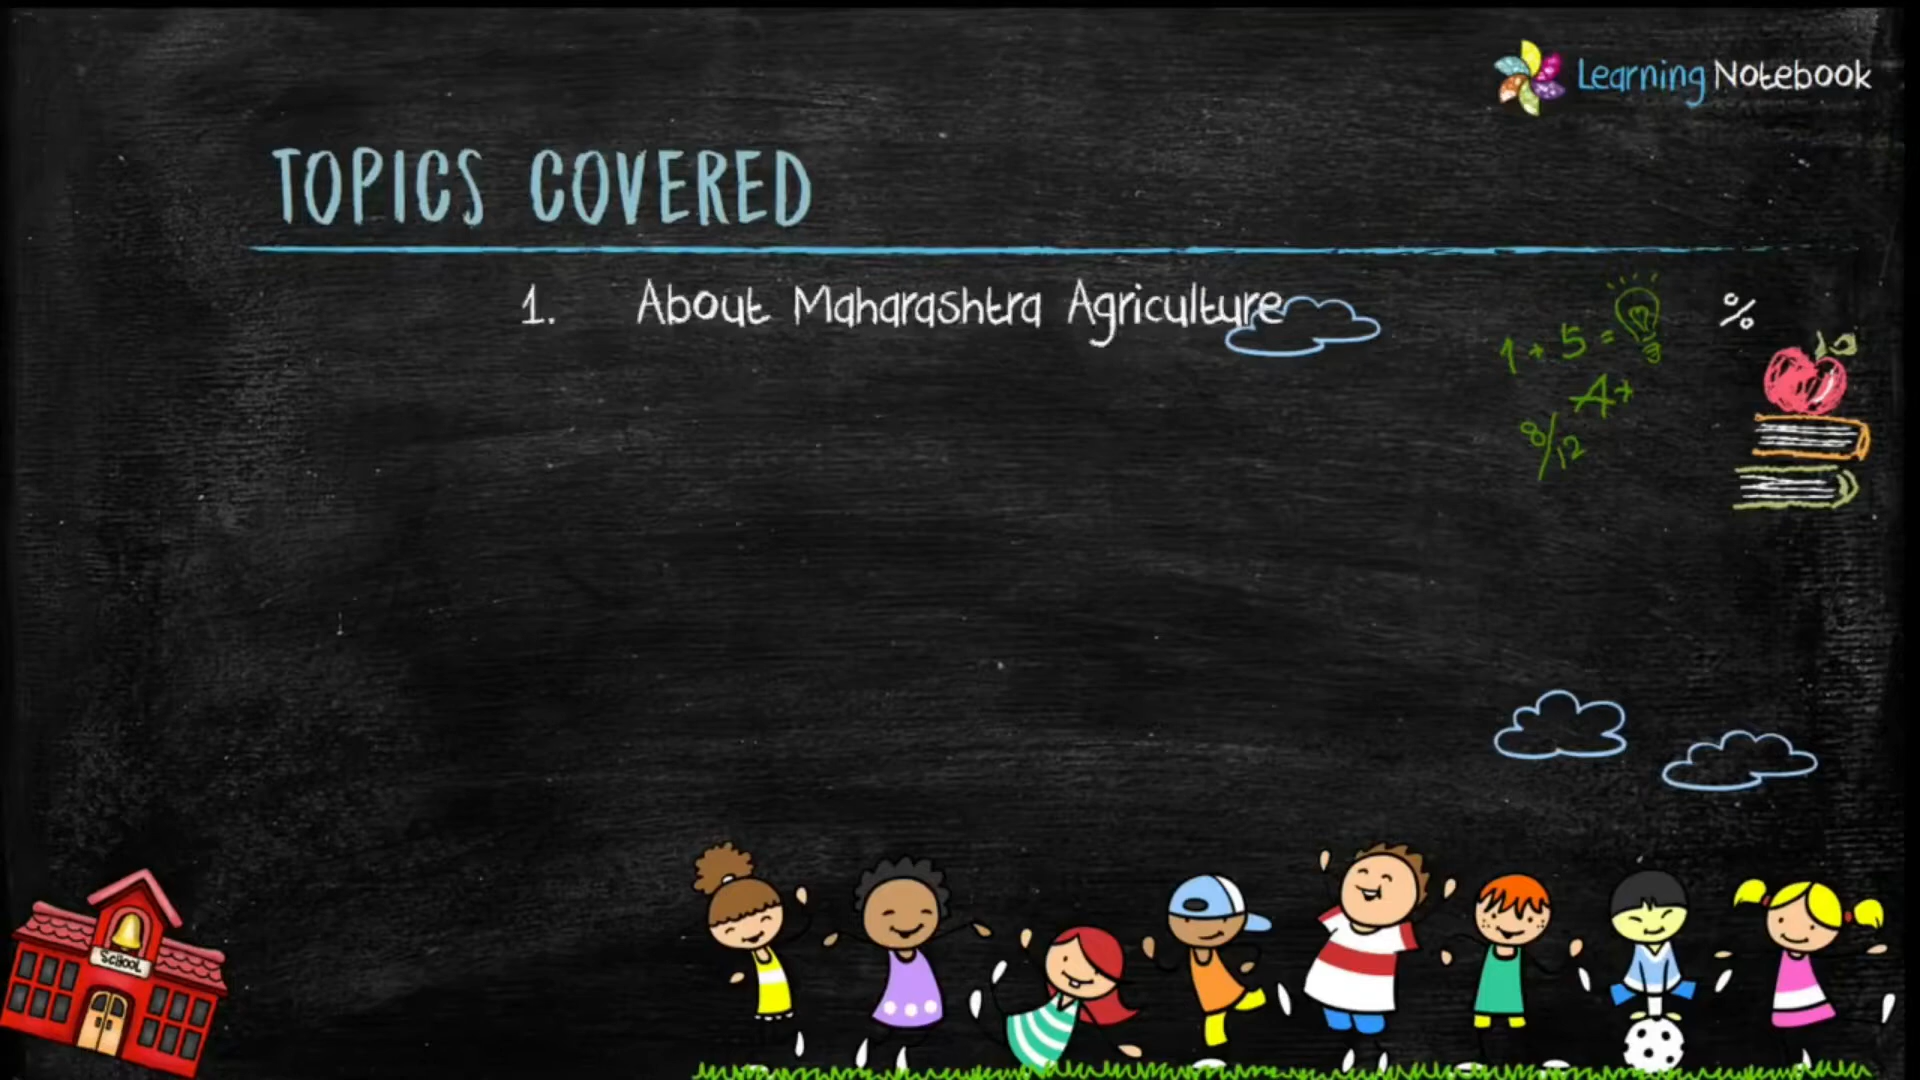 Learning Notebook
TOPICS COVERED
1. About Maharashtra Agriculture
1 + 5 =
%
A+
8/12
SCHOOL